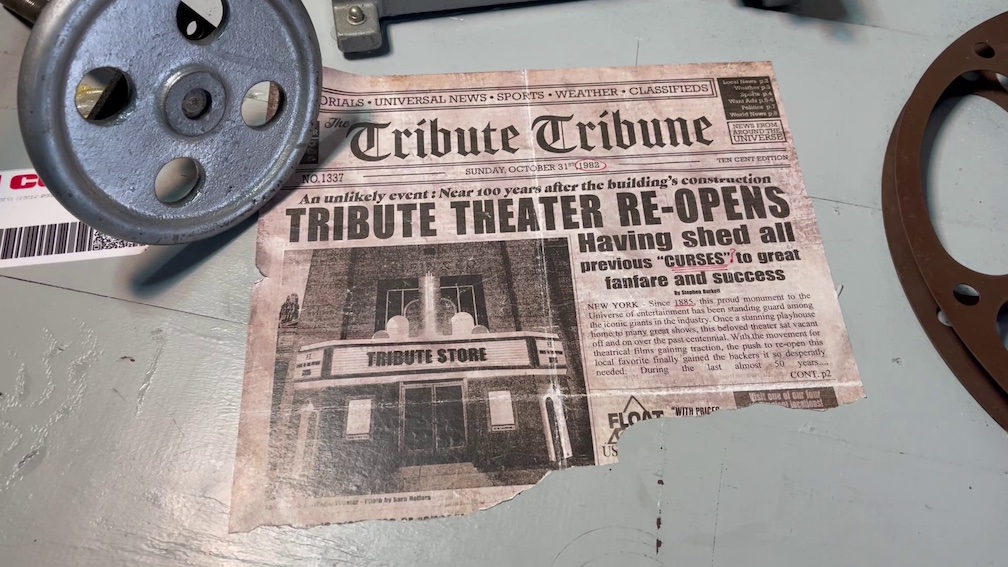 ORIALS • UNIVERSAL NEWS • SPORTS • WEATHER • CLASSIFIEDS
Local News p.2
Weather p.3
Sports p.4
Want Ads p.5-6
Politics p.7
World News p.8
The Tribute Tribune
NEWS FROM
AROUND THE
UNIVERSE
NO.1337
SUNDAY, OCTOBER 31ST (1982)
TEN CENT EDITION
An unlikely event: Near 100 years after the building's construction
TRIBUTE THEATER RE-OPENS
Having shed all
previous "CURSES"? to great
fanfare and success
NEW YORK - Since 1885, this proud monument to the
Universe of entertainment has been standing guard among
the iconic giants in the industry. Once a stunning playhouse
home to many great shows, this beloved theater sat vacant
off and on over the past centennial. With the movement for
theatrical films gaining traction, the push to re-open this
local favorite finally gained the backers it so desperately
needed. During the last almost 50 years....
CONT. p2
TRIBUTE STORE
FLOAT
"WITH PRICES
Visit one of our four
locations!
US
Photo by Sara